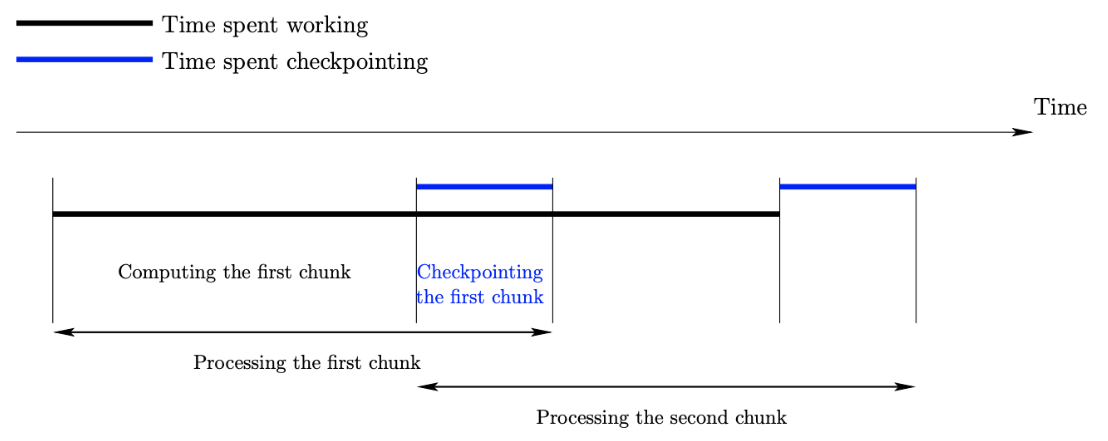 Time spent working
Time spent checkpointing
Time
Computing the first chunk
Checkpointing
the first chunk
Processing the first chunk
Processing the second chunk